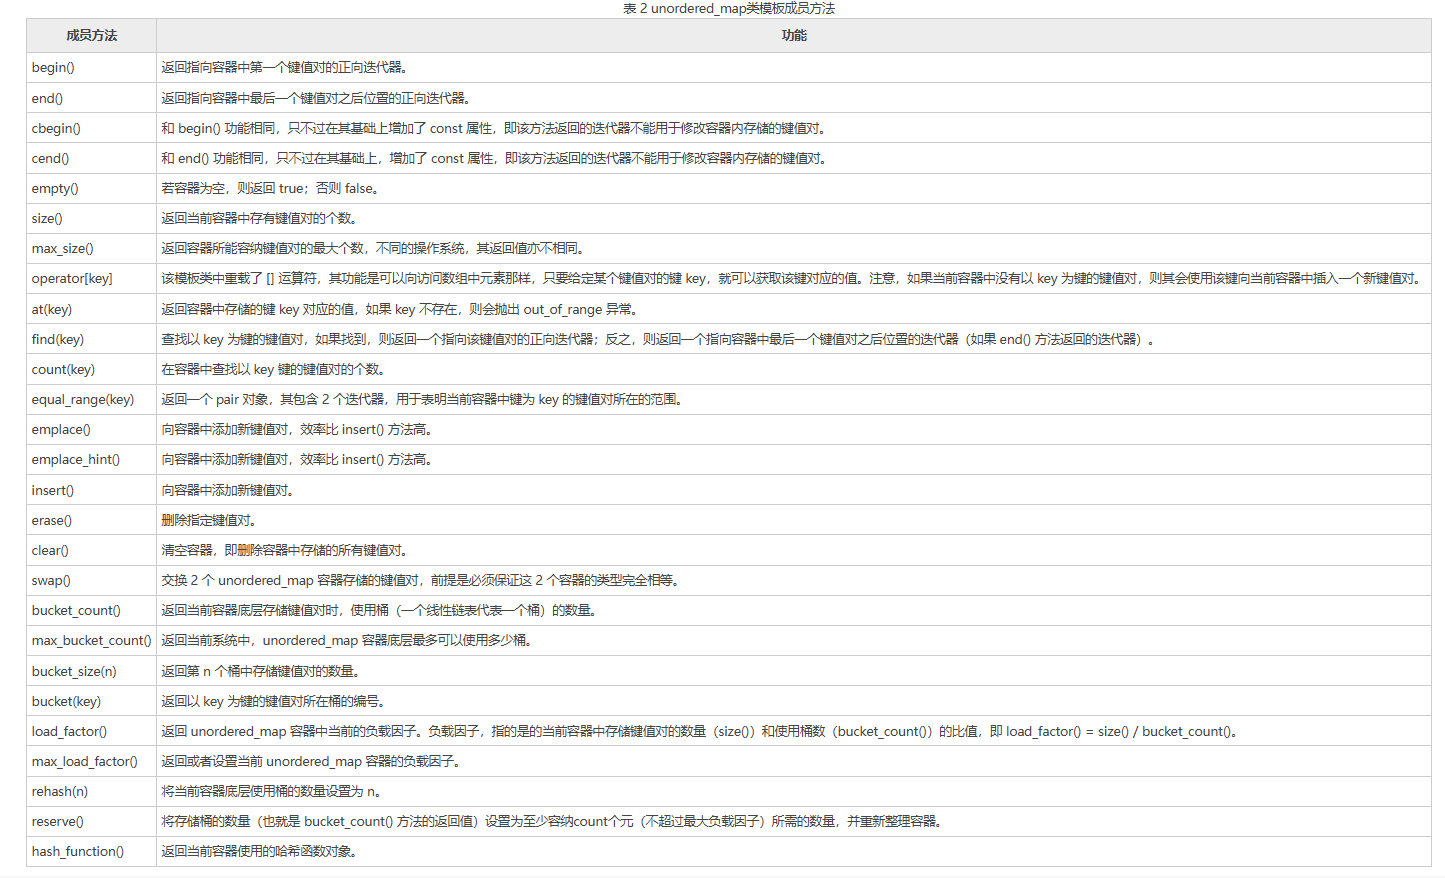 表 2 unordered_map类模板成员方法
成员方法 功能
begin() 返回指向容器中第一个键值对的正向迭代器。
end() 返回指向容器中最后一个键值对之后位置的正向迭代器。
cbegin() 和 begin() 功能相同，只不过在其基础上增加了 const 属性，即该方法返回的迭代器不能用于修改容器内存储的键值对。
cend() 和 end() 功能相同，只不过在其基础上，增加了 const 属性，即该方法返回的迭代器不能用于修改容器内存储的键值对。
empty() 若容器为空，则返回 true；否则 false。
size() 返回当前容器中存有键值对的个数。
max_size() 返回容器所能容纳键值对的最大个数，不同的操作系统，其返回值亦不相同。
operator[key] 该模板类中重载了 [] 运算符，其功能是可以向访问数组中元素那样，只要给定某个键值对的键 key，就可以获取该键对应的值。注意，如果当前容器中没有以 key 为键的键值对，则其会使用该键向当前容器中插入一个新键值对。
at(key) 返回容器中存储的键 key 对应的值，如果 key 不存在，则会抛出 out_of_range 异常。
find(key) 查找以 key 为键的键值对，如果找到，则返回一个指向该键值对的正向迭代器；反之，则返回一个指向容器中最后一个键值对之后位置的迭代器（如果 end() 方法返回的迭代器）。
count(key) 在容器中查找以 key 键的键值对的个数。
equal_range(key) 返回一个 pair 对象，其包含 2 个迭代器，用于表明当前容器中键为 key 的键值对所在的范围。
emplace() 向容器中添加新键值对，效率比 insert() 方法高。
emplace_hint() 向容器中添加新键值对，效率比 insert() 方法高。
insert() 向容器中添加新键值对。
erase() 删除指定键值对。
clear() 清空容器，即删除容器中存储的所有键值对。
swap() 交换 2 个 unordered_map 容器存储的键值对，前提是必须保证这 2 个容器的类型完全相等。
bucket_count() 返回当前容器底层存储键值对时，使用桶（一个线性链表代表一个桶）的数量。
max_bucket_count() 返回当前系统中，unordered_map 容器底层最多可以使用多少桶。
bucket_size(n) 返回第 n 个桶中存储键值对的数量。
bucket(key) 返回以 key 为键的键值对所在桶的编号。
load_factor() 返回 unordered_map 容器中当前的负载因子。负载因子，指的是的当前容器中存储键值对的数量（size()）和使用桶数（bucket_count()）的比值，即 load_factor() = size() / bucket_count()。
max_load_factor() 返回或者设置当前 unordered_map 容器的负载因子。
rehash(n) 将当前容器底层使用桶的数量设置为 n。
reserve() 将存储桶的数量（也就是 bucket_count() 方法的返回值）设置为至少容纳count个元（不超过最大负载因子）所需的数量，并重新整理容器。
hash_function() 返回当前容器使用的哈希函数对象。